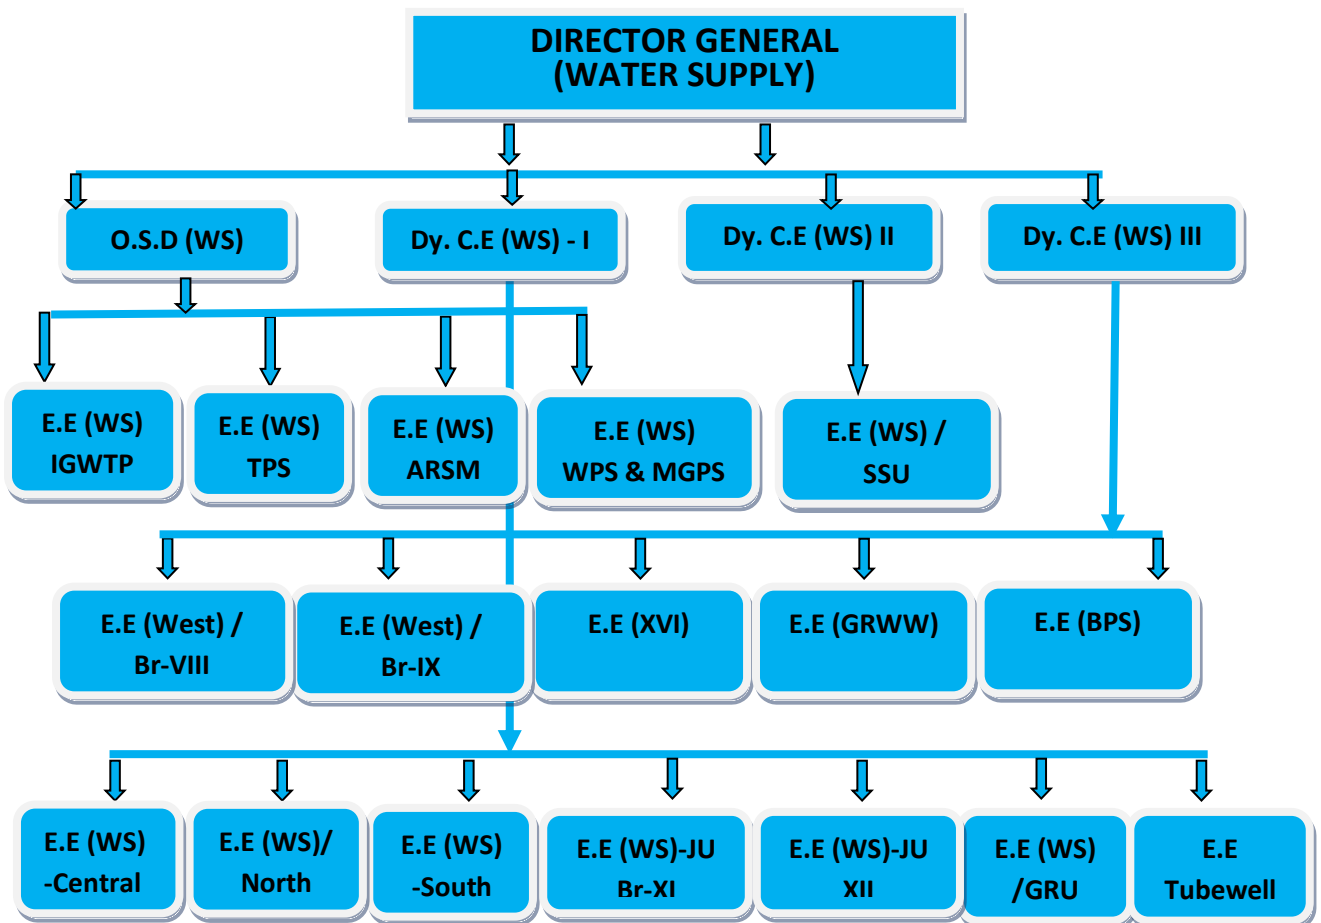 DIRECTOR GENERAL
(WATER SUPPLY)
O.S.D (WS)
Dy. C.E (WS) - I
Dy. C.E (WS) II
Dy. C.E (WS) III
E.E (WS)
IGWTP
E.E (WS)
TPS
E.E (WS)
ARSM
E.E (WS)
WPS & MGPS
E.E (WS) /
SSU
E.E (West) /
Br-VIII
E.E (West) /
Br-IX
E.E (XVI)
E.E (GRWW)
E.E (BPS)
E.E (WS)
-Central
E.E (WS)/
North
E.E (WS)
-South
E.E (WS)-JU
Br-XI
E.E (WS)-JU
XII
E.E (WS)
/GRU
E.E
Tubewell